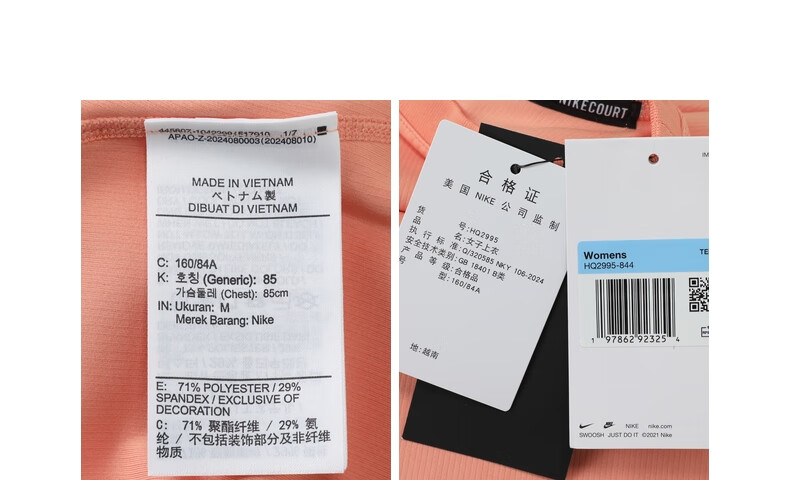 APAO-Z-2024080003(202408010)
MADE IN VIETNAM
ベトナム製
DIBUAT DI VIETNAM
C: 160/84A
K: 호칭 (Generic): 85
가슴둘레 (Chest): 85cm
IN: Ukuran: M
Merek Barang: Nike
E: 71% POLYESTER / 29%
SPANDEX / EXCLUSIVE OF
DECORATION
C: 71% 聚酯纤维 / 29% 氨
纶 / 不包括装饰部分及非纤维
物质
NIKECOURT
合格证
美国 NIKE 公司监制
货 号:HQ2995
品 名:女子上衣
执行标准:Q/320585 NKY 106-2024
安全技术类别:GB 18401 B类
产品等级:合格品
号 型:160/84A
地:越南
IM
Womens
TE
HQ2995-844
1 97862 92325 4
NIKE nike.com
SWOOSH JUST DO IT ©2021 Nike